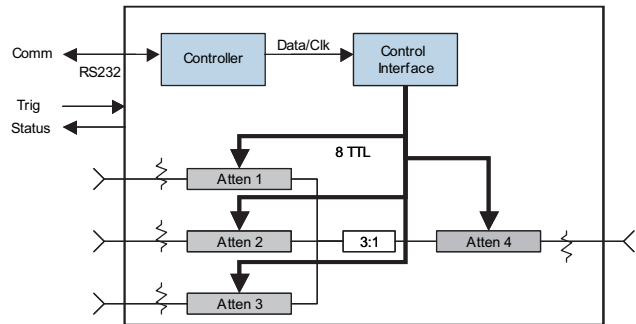 Comm
RS232
Controller
Data/Clk
Control
Interface
Trig
Status
8 TTL
Atten 1
Atten 2
3:1
Atten 4
Atten 3